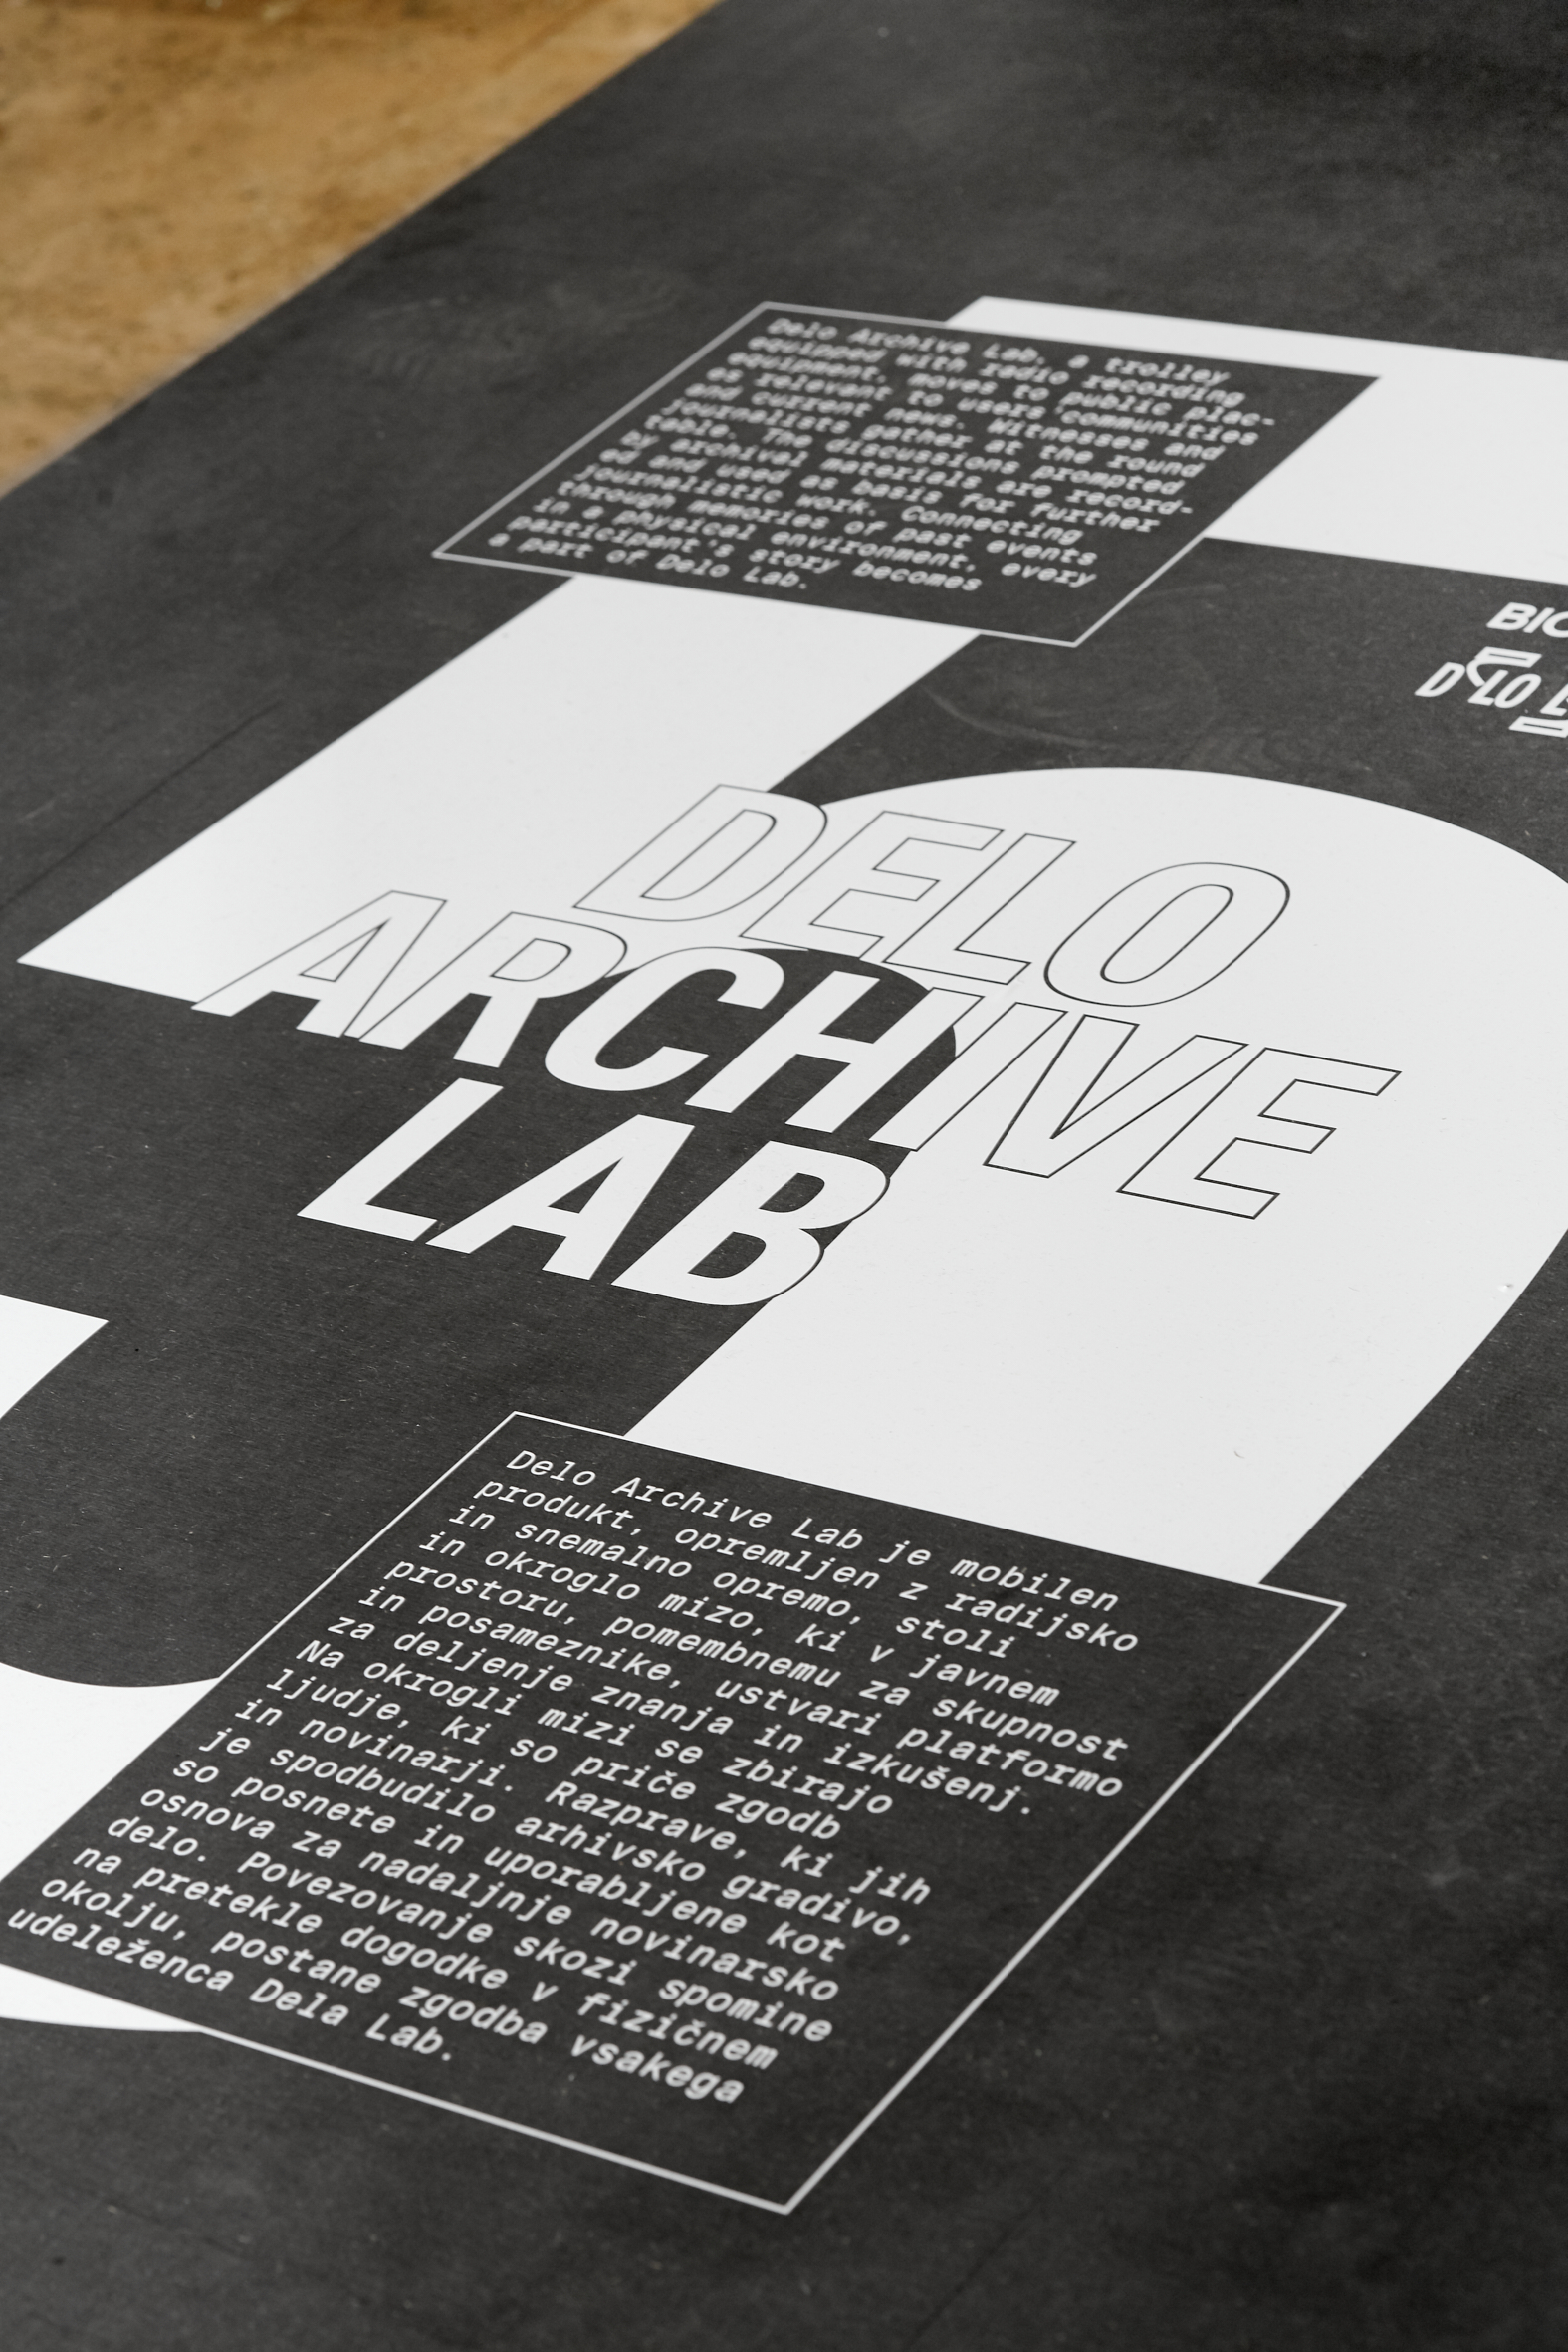 Delo Archive Lab, a trolley
equipped with radio recording
equipment, moves to public plac-
es relevant to users communities
and current news. Witnesses and
journalists gather at the round
table. The discussions prompted
by archival materials are record-
ed and used as basis for further
journalistic work. Connecting
through memories of past events
in a physical environment, every
participant's story becomes
a part of Delo Lab.
DELO
ARCHIVE
LAB
Delo Archive Lab je mobilen
produkt, opremljen z radijsko
in snemalno opremo, stoli
in okroglo mizo, ki v javnem
prostoru, pomembnemu za skupnost
in posameznike, ustvari platformo
za deljenje znanja in izkušenj.
Na okrogli mizi se zbirajo
ljudje, ki so priče zgodb
in novinarji. Razprave, ki jih
je spodbudilo arhivsko gradivo,
so posnete in uporabljene kot
osnova za nadaljnje novinarsko
delo. Povezovanje skozi spomine
na pretekle dogodke v fizičnem
okolju, postane zgodba vsakega
udeleženca Dela Lab.